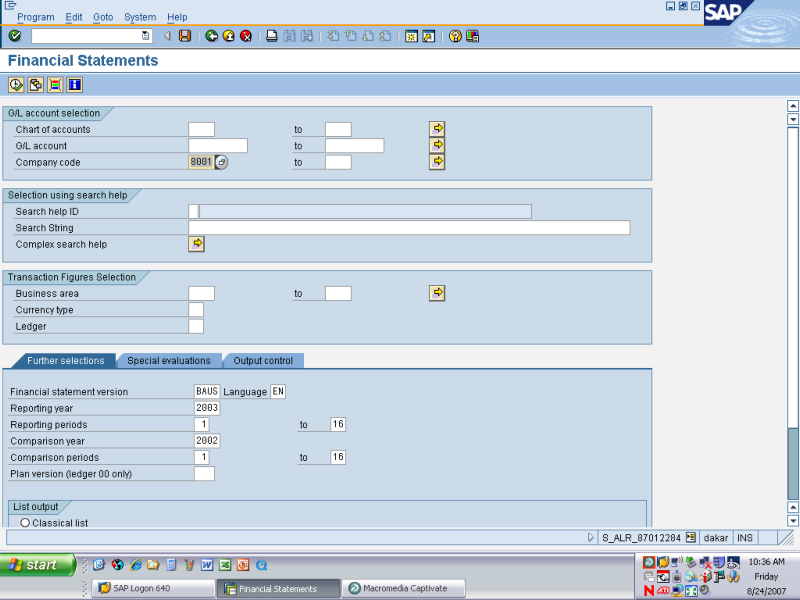 Program Edit Goto System Help
SAP
Financial Statements
G/L account selection
Chart of accounts to
G/L account to
Company code 8001 to
Selection using search help
Search help ID
Search String
Complex search help
Transaction Figures Selection
Business area to
Currency type
Ledger
Further selections Special evaluations Output control
Financial statement version BAUS Language EN
Reporting year 2003
Reporting periods 1 to 16
Comparison year 2002
Comparison periods 1 to 16
Plan version (ledger 00 only)
List output
Classical list
S_ALR_87012284 dakar INS
start
SAP Logon 640 Financial Statements Macromedia Captivate
10:36 AM
Friday
8/24/2007